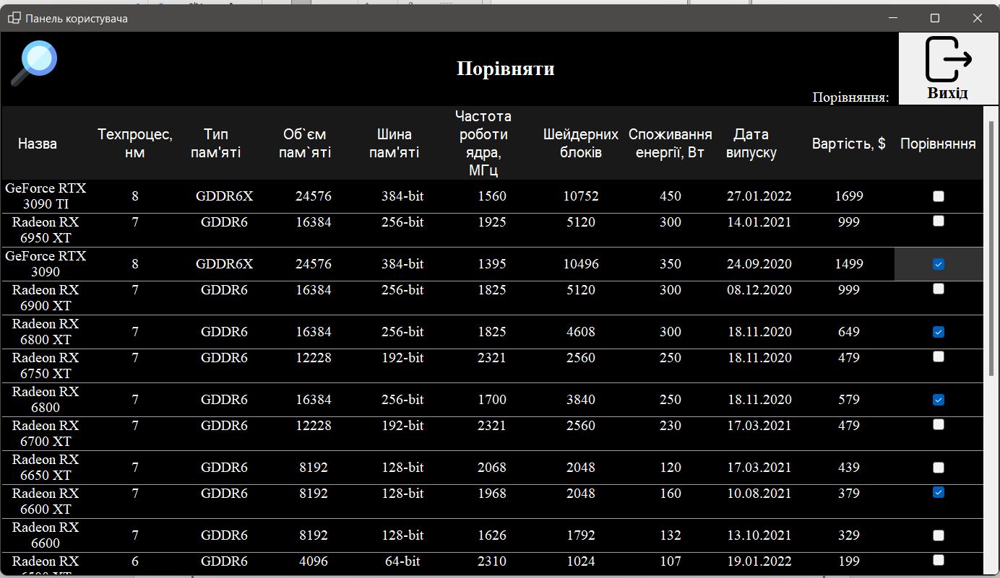 Панель користувача
Порівняти
Порівняння:
Вихід
Назва Техпроцес, нм Тип пам'яті Об`єм пам`яті Шина пам'яті Частота роботи ядра, МГц Шейдерних блоків Споживання енергії, Вт Дата випуску Вартість, $ Порівняння
GeForce RTX 3090 TI 8 GDDR6X 24576 384-bit 1560 10752 450 27.01.2022 1699
Radeon RX 6950 XT 7 GDDR6 16384 256-bit 1925 5120 300 14.01.2021 999
GeForce RTX 3090 8 GDDR6X 24576 384-bit 1395 10496 350 24.09.2020 1499
Radeon RX 6900 XT 7 GDDR6 16384 256-bit 1825 5120 300 08.12.2020 999
Radeon RX 6800 XT 7 GDDR6 16384 256-bit 1825 4608 300 18.11.2020 649
Radeon RX 6750 XT 7 GDDR6 12228 192-bit 2321 2560 250 18.11.2020 479
Radeon RX 6800 7 GDDR6 16384 256-bit 1700 3840 250 18.11.2020 579
Radeon RX 6700 XT 7 GDDR6 12228 192-bit 2321 2560 230 17.03.2021 479
Radeon RX 6650 XT 7 GDDR6 8192 128-bit 2068 2048 120 17.03.2021 439
Radeon RX 6600 XT 7 GDDR6 8192 128-bit 1968 2048 160 10.08.2021 379
Radeon RX 6600 7 GDDR6 8192 128-bit 1626 1792 132 13.10.2021 329
Radeon RX 6 GDDR6 4096 64-bit 2310 1024 107 19.01.2022 199